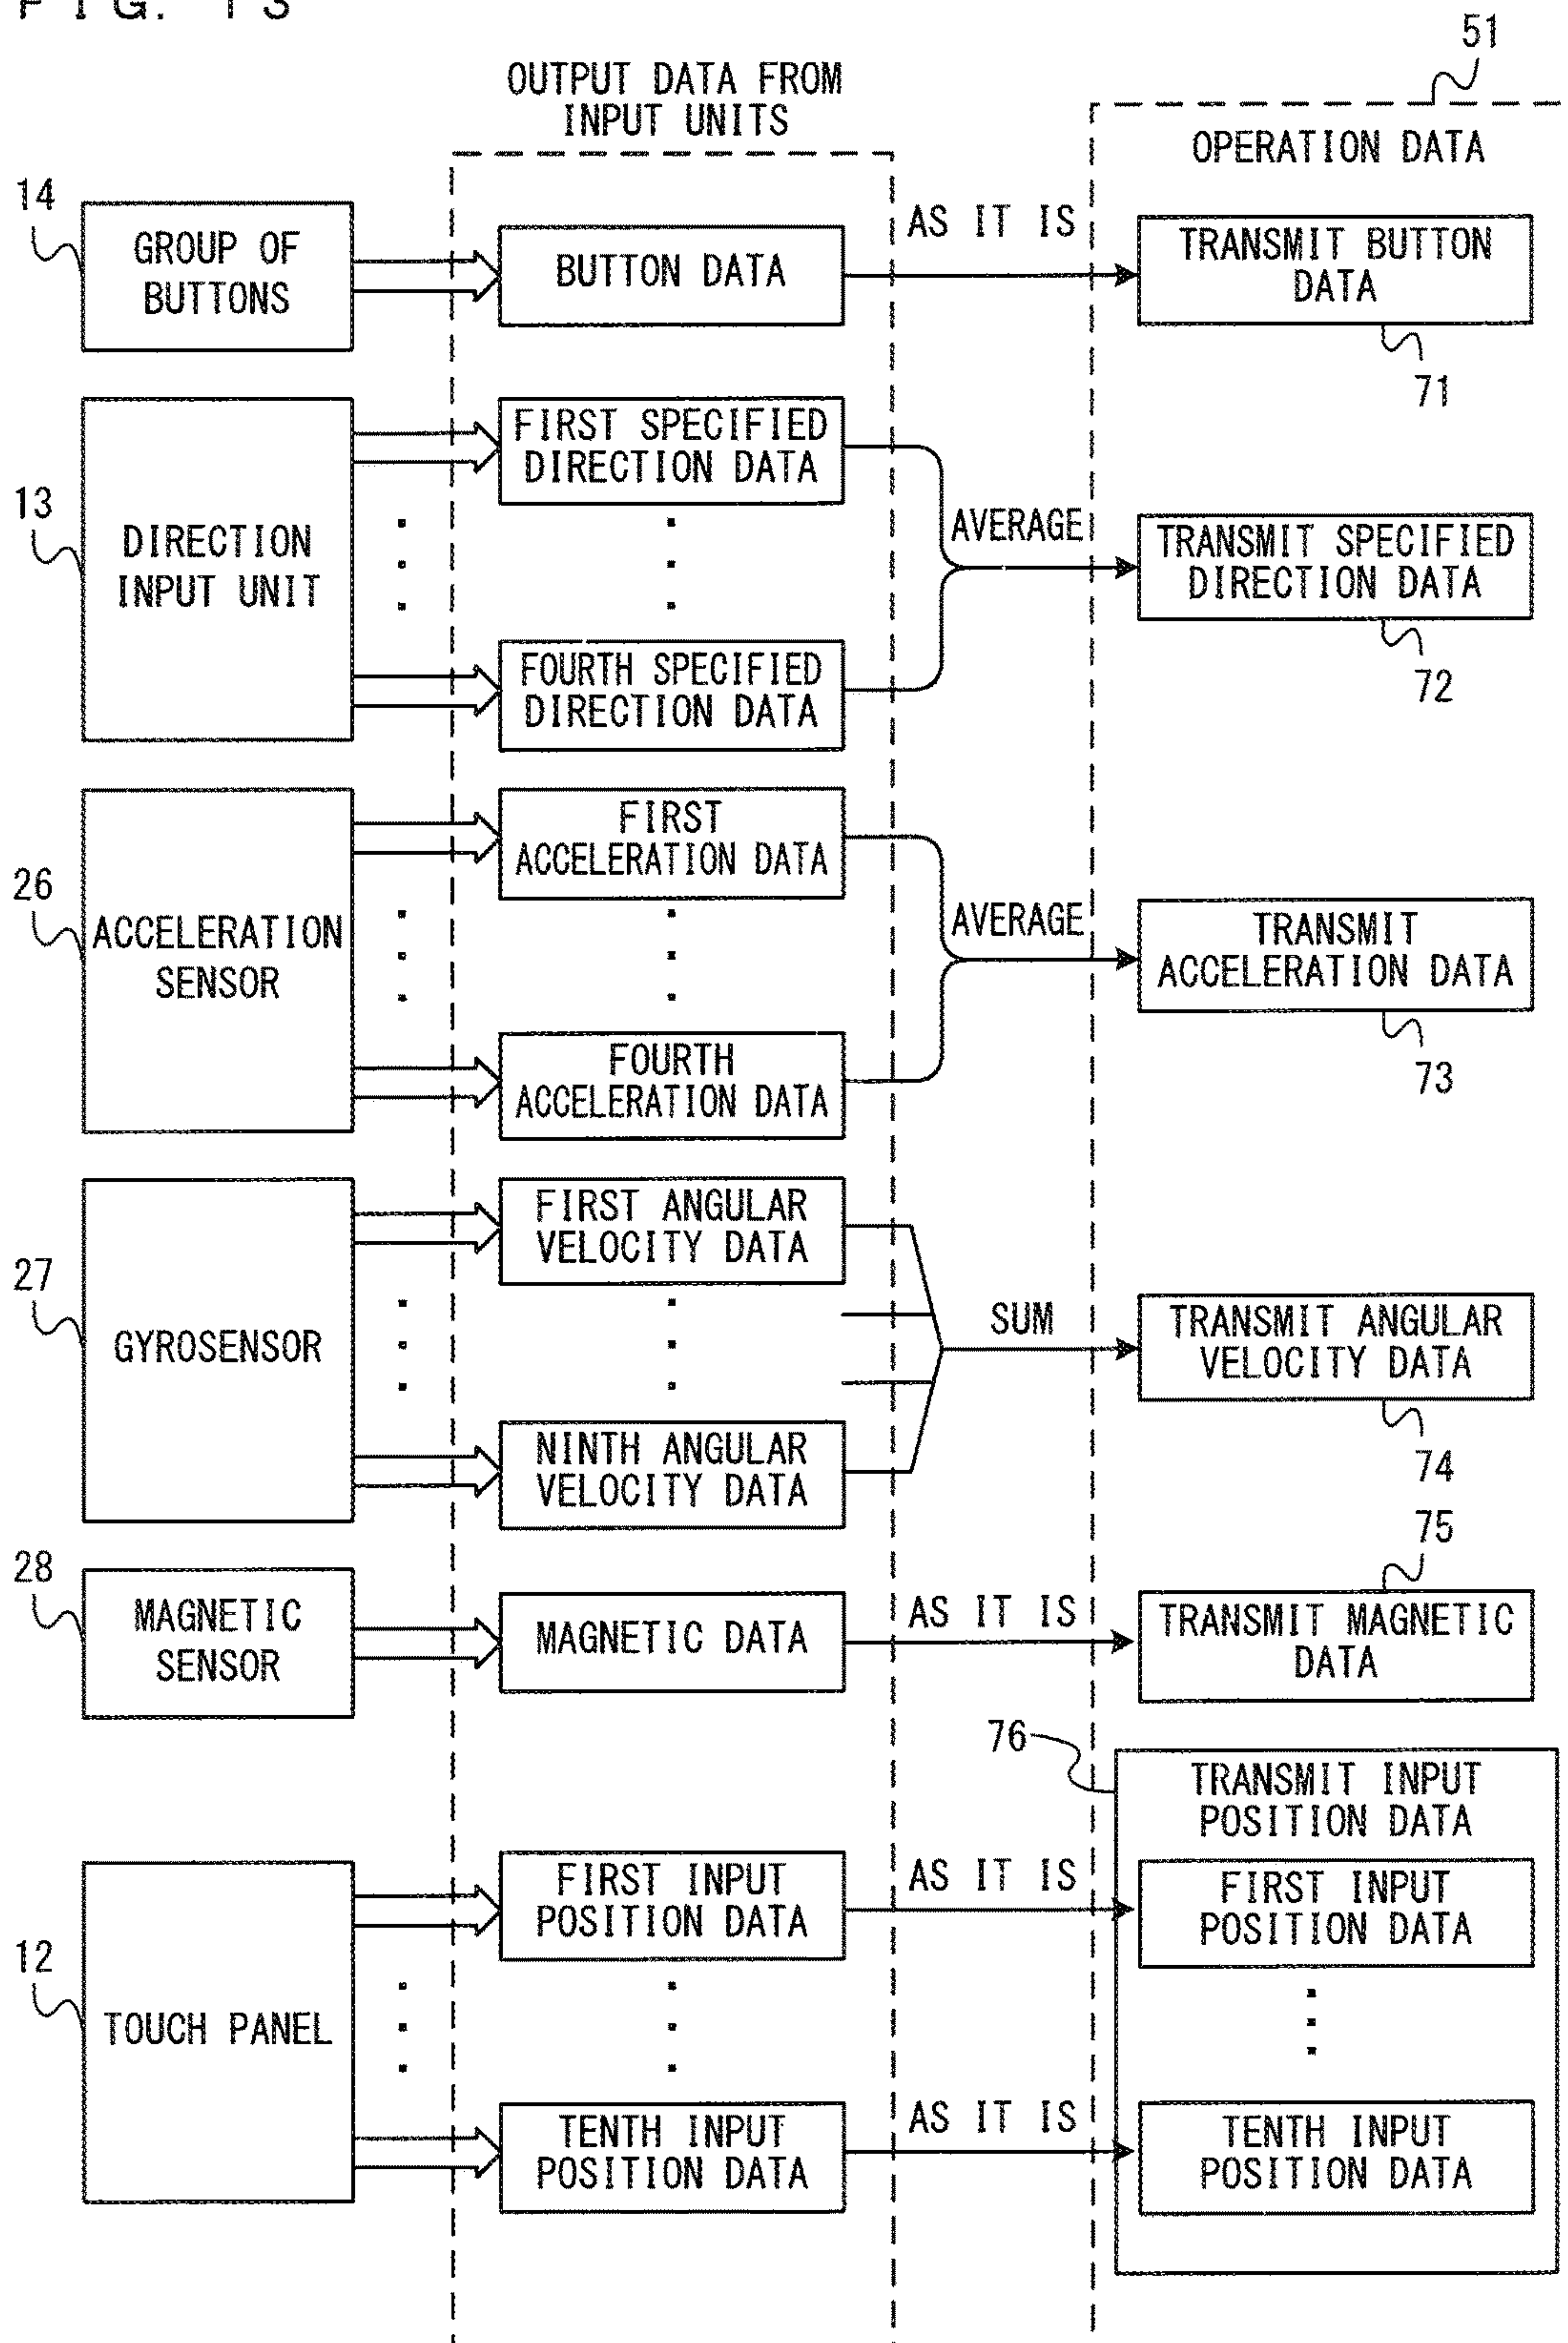 FIG. 13
51
OUTPUT DATA FROM
INPUT UNITS
OPERATION DATA
14
GROUP OF
BUTTONS
BUTTON DATA
AS IT IS
TRANSMIT BUTTON
DATA
71
13
DIRECTION
INPUT UNIT
FIRST SPECIFIED
DIRECTION DATA
FOURTH SPECIFIED
DIRECTION DATA
AVERAGE
TRANSMIT SPECIFIED
DIRECTION DATA
72
26
ACCELERATION
SENSOR
FIRST
ACCELERATION DATA
FOURTH
ACCELERATION DATA
AVERAGE
TRANSMIT
ACCELERATION DATA
73
27
GYROSENSOR
FIRST ANGULAR
VELOCITY DATA
NINTH ANGULAR
VELOCITY DATA
SUM
TRANSMIT ANGULAR
VELOCITY DATA
74
28
MAGNETIC
SENSOR
MAGNETIC DATA
AS IT IS
75
TRANSMIT MAGNETIC
DATA
76
TRANSMIT INPUT
POSITION DATA
12
TOUCH PANEL
FIRST INPUT
POSITION DATA
AS IT IS
FIRST INPUT
POSITION DATA
TENTH INPUT
POSITION DATA
AS IT IS
TENTH INPUT
POSITION DATA